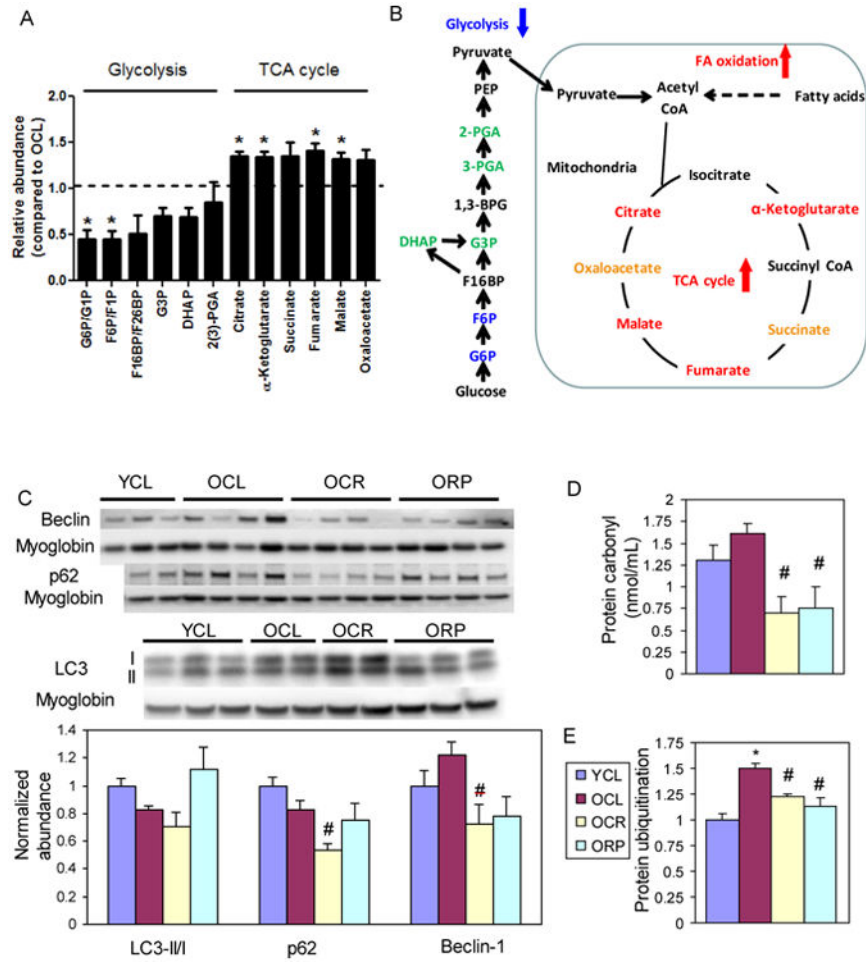 A
Glycolysis TCA cycle
Relative abundance
(compared to OCL)
2.0
1.5
1.0
0.5
0.0
* * * * * *
G6P/G1P
F6P/F1P
F16BP/F26BP
G3P
DHAP
2(3)-PGA
Citrate
α-Ketoglutarate
Succinate
Fumarate
Malate
Oxaloacetate
B
Glycolysis
Pyruvate
PEP
2-PGA
3-PGA
1,3-BPG
DHAP G3P
F16BP
F6P
G6P
Glucose
FA oxidation
Pyruvate
Acetyl
CoA
Fatty acids
Mitochondria
Isocitrate
Citrate
α-Ketoglutarate
Oxaloacetate
TCA cycle
Succinyl CoA
Malate
Succinate
Fumarate
C
YCL OCL OCR ORP
Beclin
Myoglobin
p62
Myoglobin
YCL OCL OCR ORP
LC3
I
II
Myoglobin
Normalized
abundance
1.4
1.2
1
0.8
0.6
0.4
0.2
0
# #
LC3-II/I p62 Beclin-1
D
Protein carbonyl
(nmol/mL)
2
1.75
1.5
1.25
1
0.75
0.5
0.25
0
# #
E
YCL
OCL
OCR
ORP
Protein ubiquitination
1.75
1.5
1.25
1
0.75
0.5
0.25
0
* # #